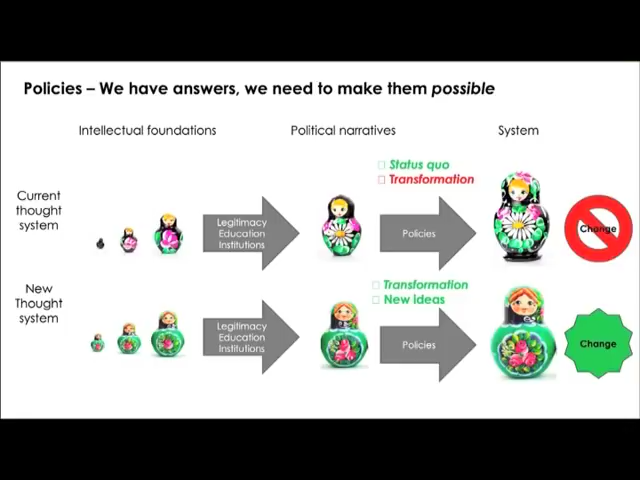 Policies – We have answers, we need to make them possible
Intellectual foundations
Political narratives
System
Current
thought
system
Legitimacy
Education
Institutions
Status quo
Transformation
Policies
Change
New
Thought
system
Legitimacy
Education
Institutions
Transformation
New ideas
Policies
Change